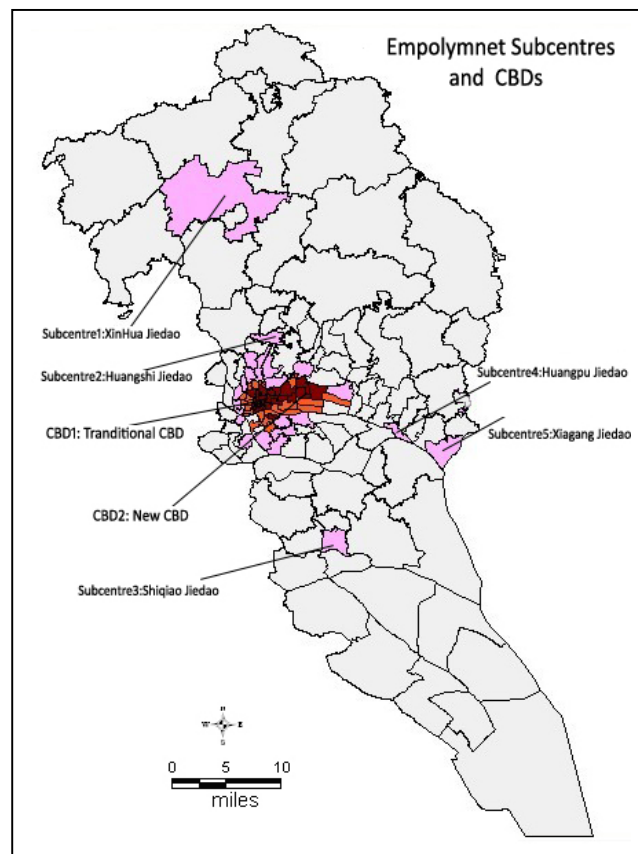 Empolymnet Subcentres
and CBDs
Subcentre1:XinHua Jiedao
Subcentre2:Huangshi Jiedao
Subcentre4:Huangpu Jiedao
CBD1: Tranditional CBD
Subcentre5:Xiagang Jiedao
CBD2: New CBD
Subcentre3:Shiqiao Jiedao
N
W E
S
0 5 10
miles